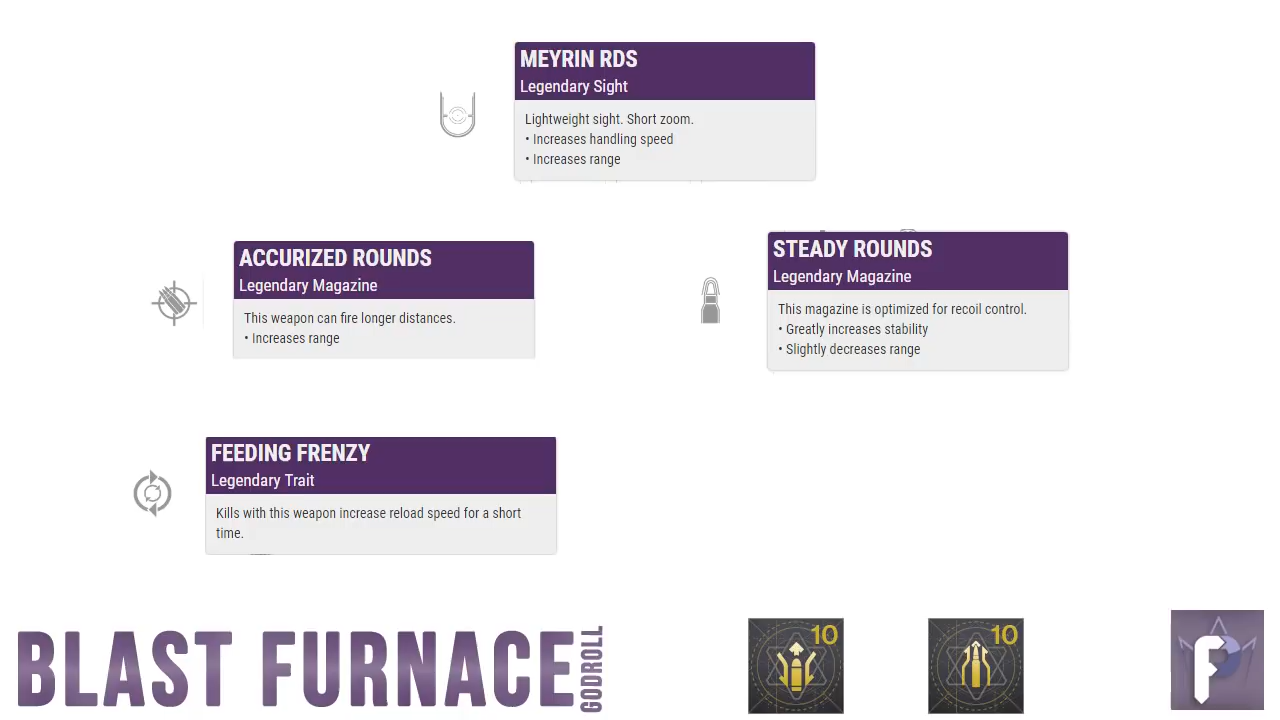 MEYRIN RDS
Legendary Sight
Lightweight sight. Short zoom.
• Increases handling speed
• Increases range
ACCURIZED ROUNDS
Legendary Magazine
This weapon can fire longer distances.
• Increases range
STEADY ROUNDS
Legendary Magazine
This magazine is optimized for recoil control.
• Greatly increases stability
• Slightly decreases range
FEEDING FRENZY
Legendary Trait
Kills with this weapon increase reload speed for a short
time.
BLAST FURNACE
GODROLL
10
10
F